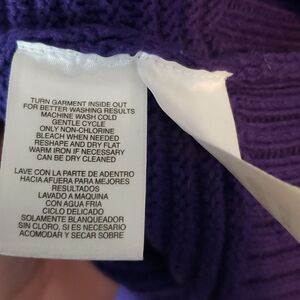 TURN GARMENT INSIDE OUT
FOR BETTER WASHING RESULTS
MACHINE WASH COLD
GENTLE CYCLE
ONLY NON-CHLORINE
BLEACH WHEN NEEDED
RESHAPE AND DRY FLAT
WARM IRON IF NECESSARY
CAN BE DRY CLEANED
LAVE CON LA PARTE DE ADENTRO
HACIA AFUERA PARA MEJORES
RESULTADOS
LAVADO A MAQUINA
CON AGUA FRIA
CICLO DELICADO
SOLAMENTE BLANQUEADOR
SIN CLORO, SI ES NECESARIO
ACOMODAR Y SECAR SOBRE